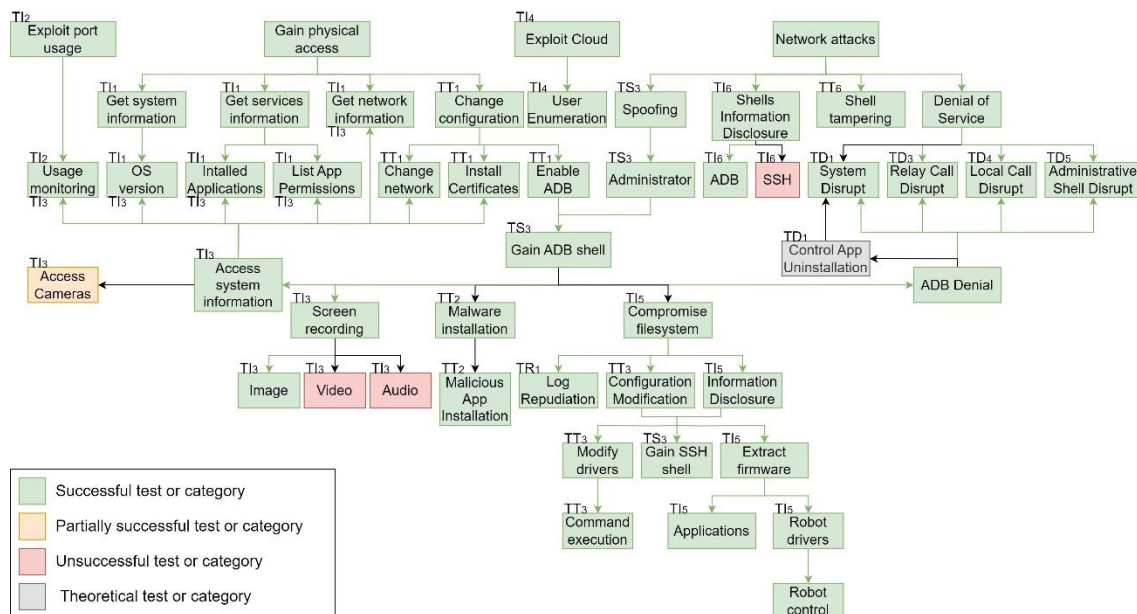 TI2
Exploit port
usage
Gain physical
access
TI4
Exploit Cloud
Network attacks
TI1
Get system
information
TI1
Get services
information
TI1
Get network
information
TI3
TT1
Change
configuration
TI4
User
Enumeration
TS3
Spoofing
TI6
Shells
Information
Disclosure
TT6
Shell
tampering
Denial of
Service
TI2
Usage
monitoring
TI3
TI1
OS
version
TI3
TI1
Intalled
Applications
TI3
TI1
List App
Permissions
TI3
TT1
Change
network
TT1
Install
Certificates
TT1
Enable
ADB
TS3
Administrator
TI6
ADB
TI6
SSH
TD1
System
Disrupt
TD3
Relay Call
Disrupt
TD4
Local Call
Disrupt
TD5
Administrative
Shell Disrupt
TS3
Gain ADB shell
TD1
Control App
Uninstallation
TI3
Access
Cameras
TI3
Access
system
information
ADB Denial
TI3
Screen
recording
TT2
Malware
installation
TI5
Compromise
filesystem
TI3
Image
TI3
Video
TI3
Audio
TT2
Malicious
App
Installation
TR1
Log
Repudiation
TT3
Configuration
Modification
TI5
Information
Disclosure
TT3
Modify
drivers
TS3
Gain SSH
shell
TI5
Extract
firmware
TT3
Command
execution
TI5
Applications
TI5
Robot
drivers
Robot
control
Successful test or category
Partially successful test or category
Unsuccessful test or category
Theoretical test or category